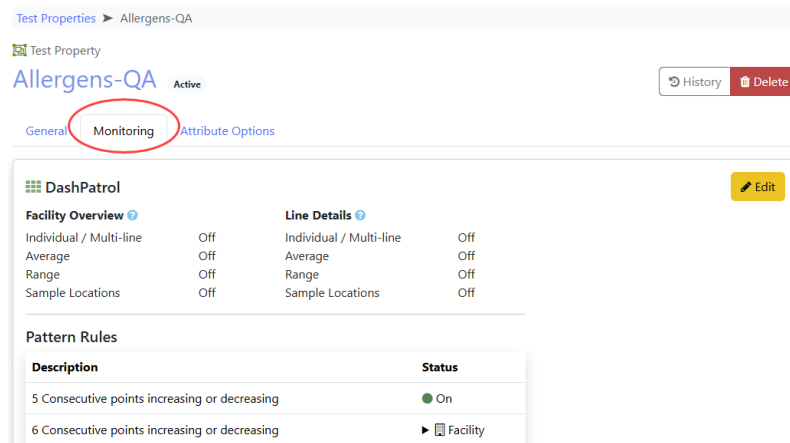 Test Properties ➤ Allergens-QA
Test Property
Allergens-QA Active
History Delete
General Monitoring Attribute Options
DashPatrol Edit
Facility Overview ? Line Details ?
Individual / Multi-line Off Individual / Multi-line Off
Average Off Average Off
Range Off Range Off
Sample Locations Off Sample Locations Off
Pattern Rules
Description Status
5 Consecutive points increasing or decreasing On
6 Consecutive points increasing or decreasing ▶ Facility